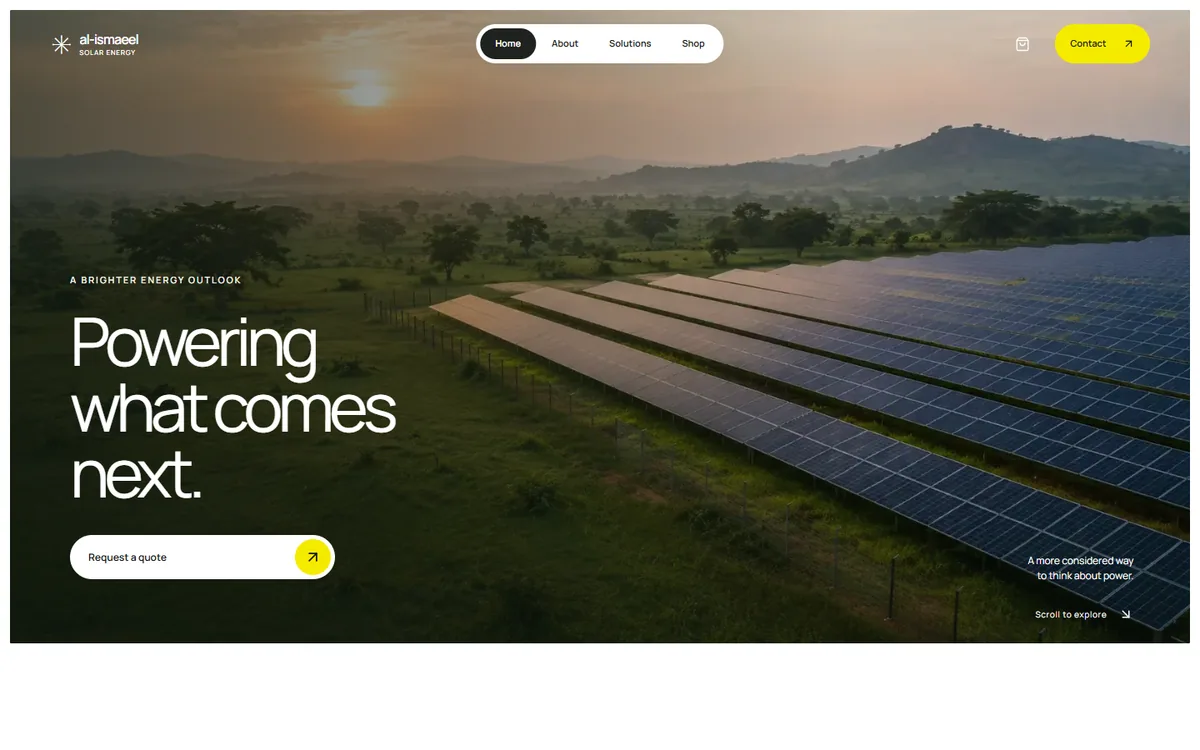 al-ismaeel
SOLAR ENERGY
Home
About
Solutions
Shop
Contact
A BRIGHTER ENERGY OUTLOOK
Powering
what comes
next.
Request a quote
A more considered way
to think about power.
Scroll to explore